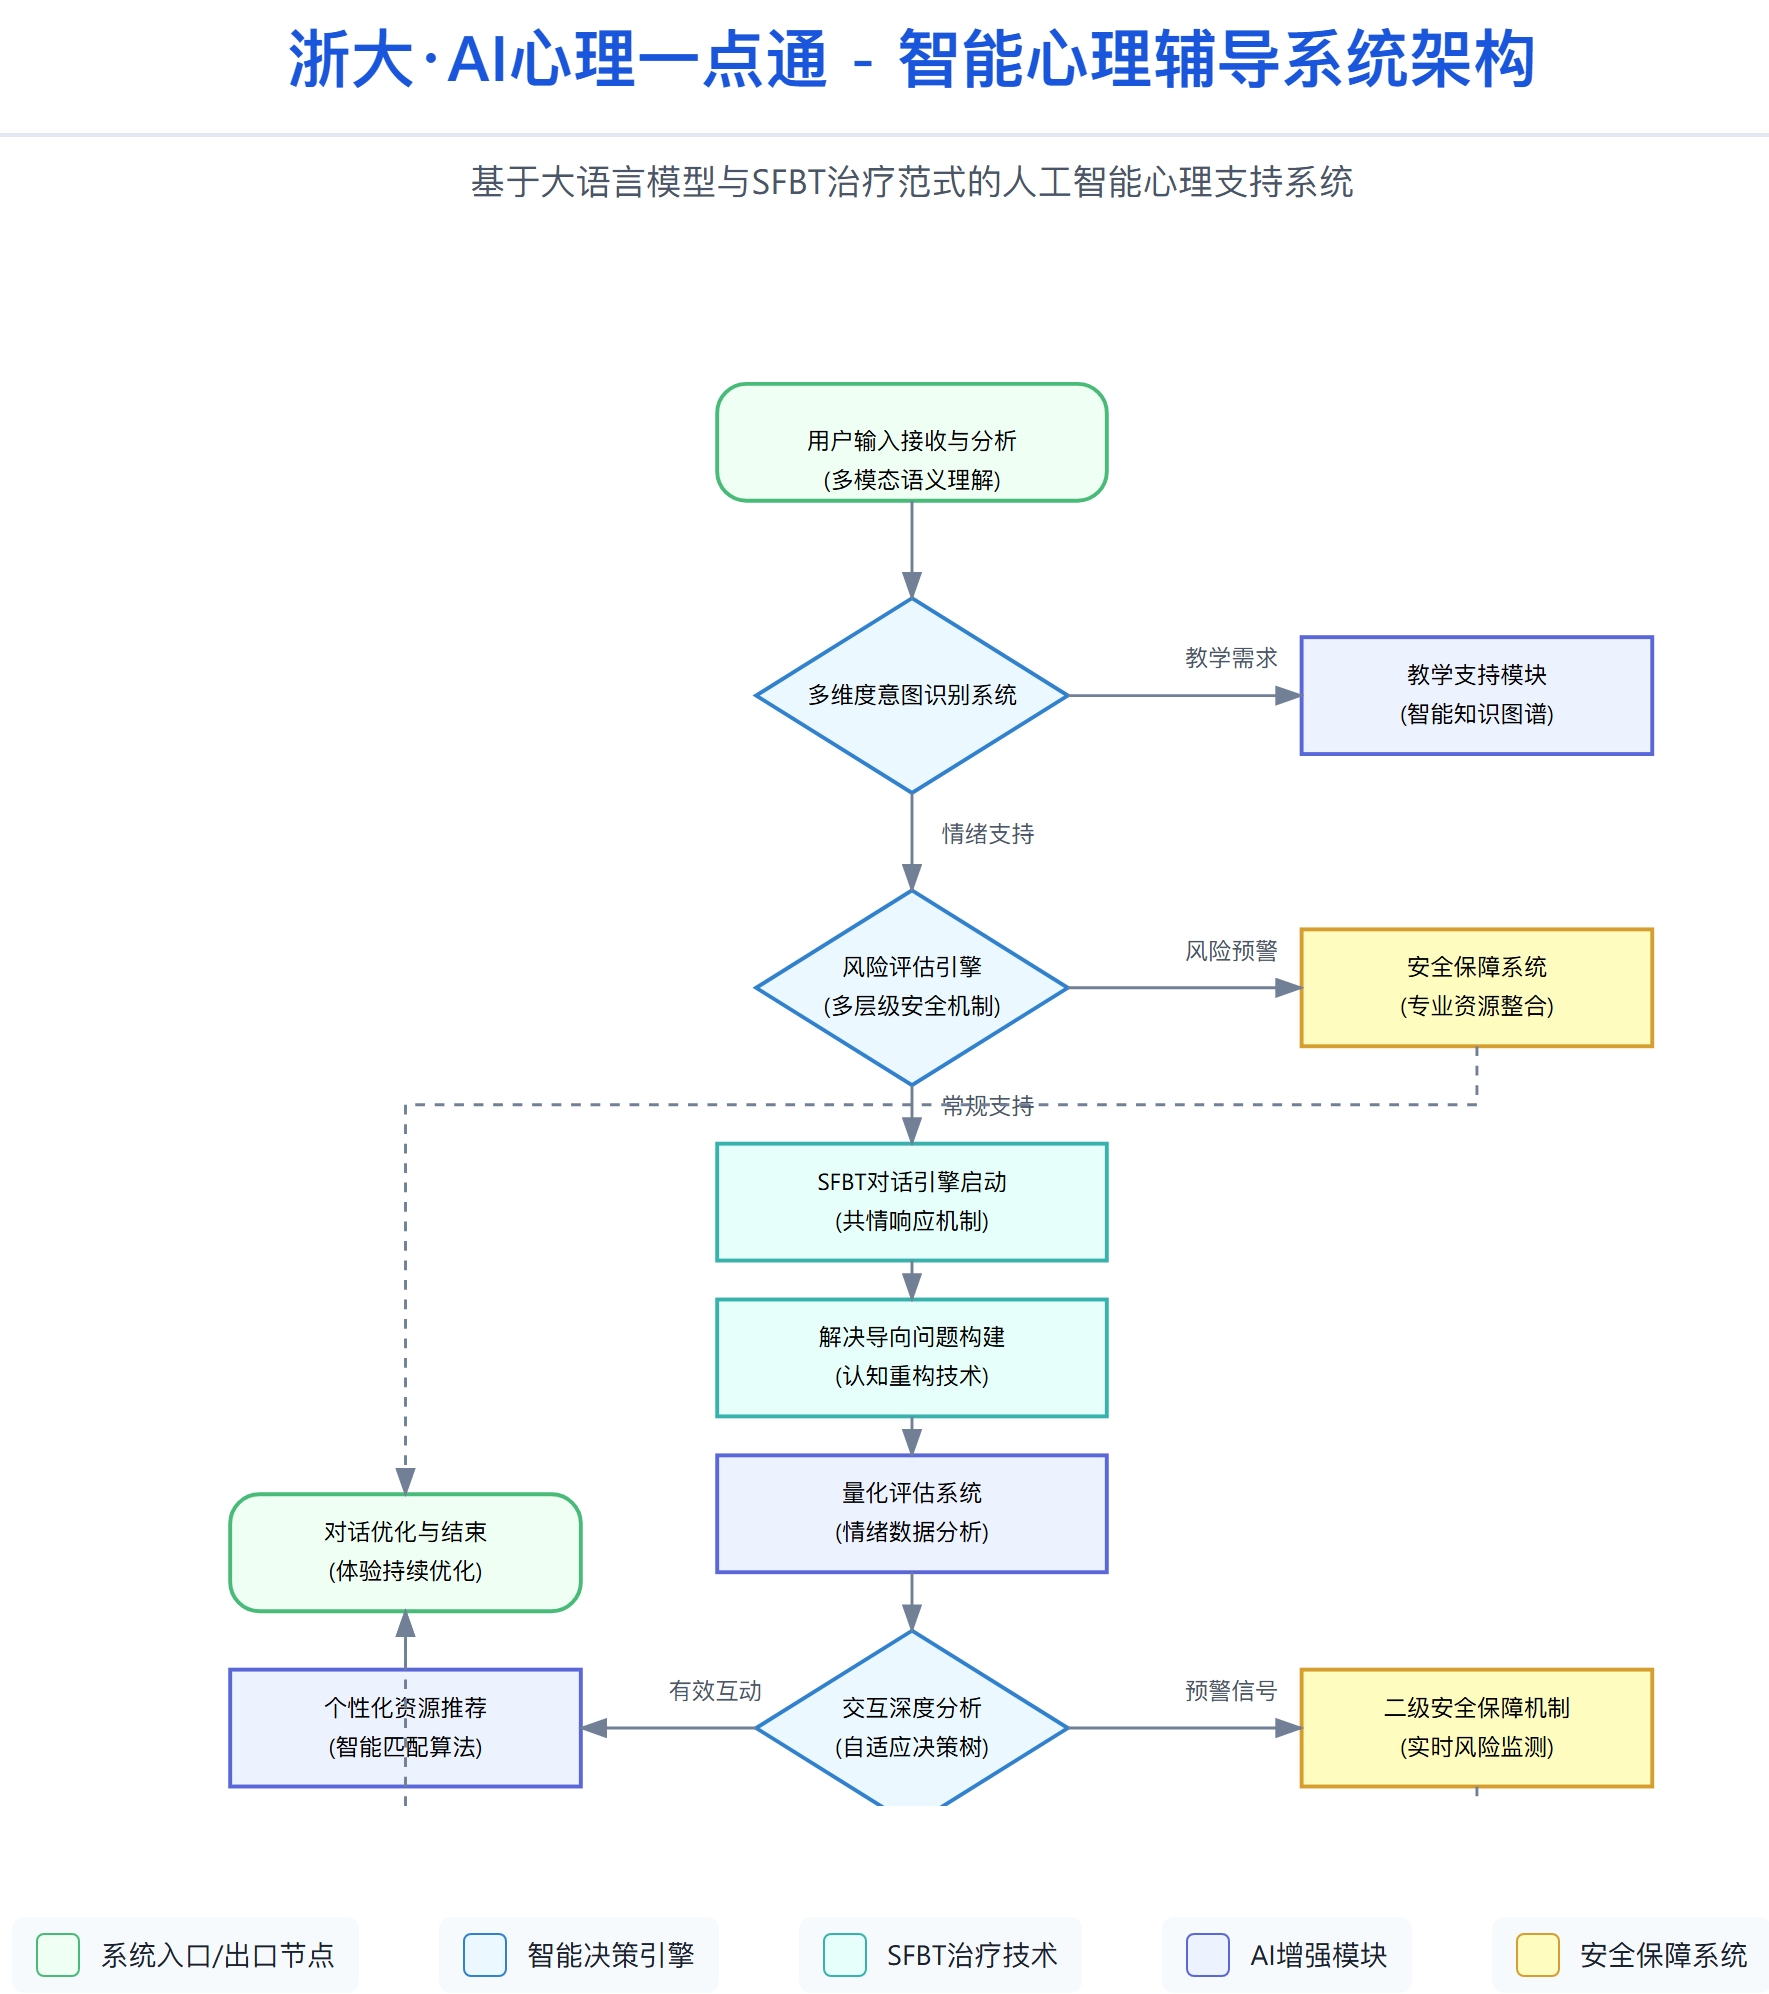 浙大·AI心理一点通 - 智能心理辅导系统架构
基于大语言模型与SFBT治疗范式的人工智能心理支持系统
用户输入接收与分析
(多模态语义理解)
多维度意图识别系统
教学需求
教学支持模块
(智能知识图谱)
情绪支持
风险评估引擎
(多层级安全机制)
风险预警
安全保障系统
(专业资源整合)
常规支持
SFBT对话引擎启动
(共情响应机制)
解决导向问题构建
(认知重构技术)
量化评估系统
(情绪数据分析)
对话优化与结束
(体验持续优化)
有效互动
交互深度分析
(自适应决策树)
预警信号
个性化资源推荐
(智能匹配算法)
二级安全保障机制
(实时风险监测)
系统入口/出口节点
智能决策引擎
SFBT治疗技术
AI增强模块
安全保障系统